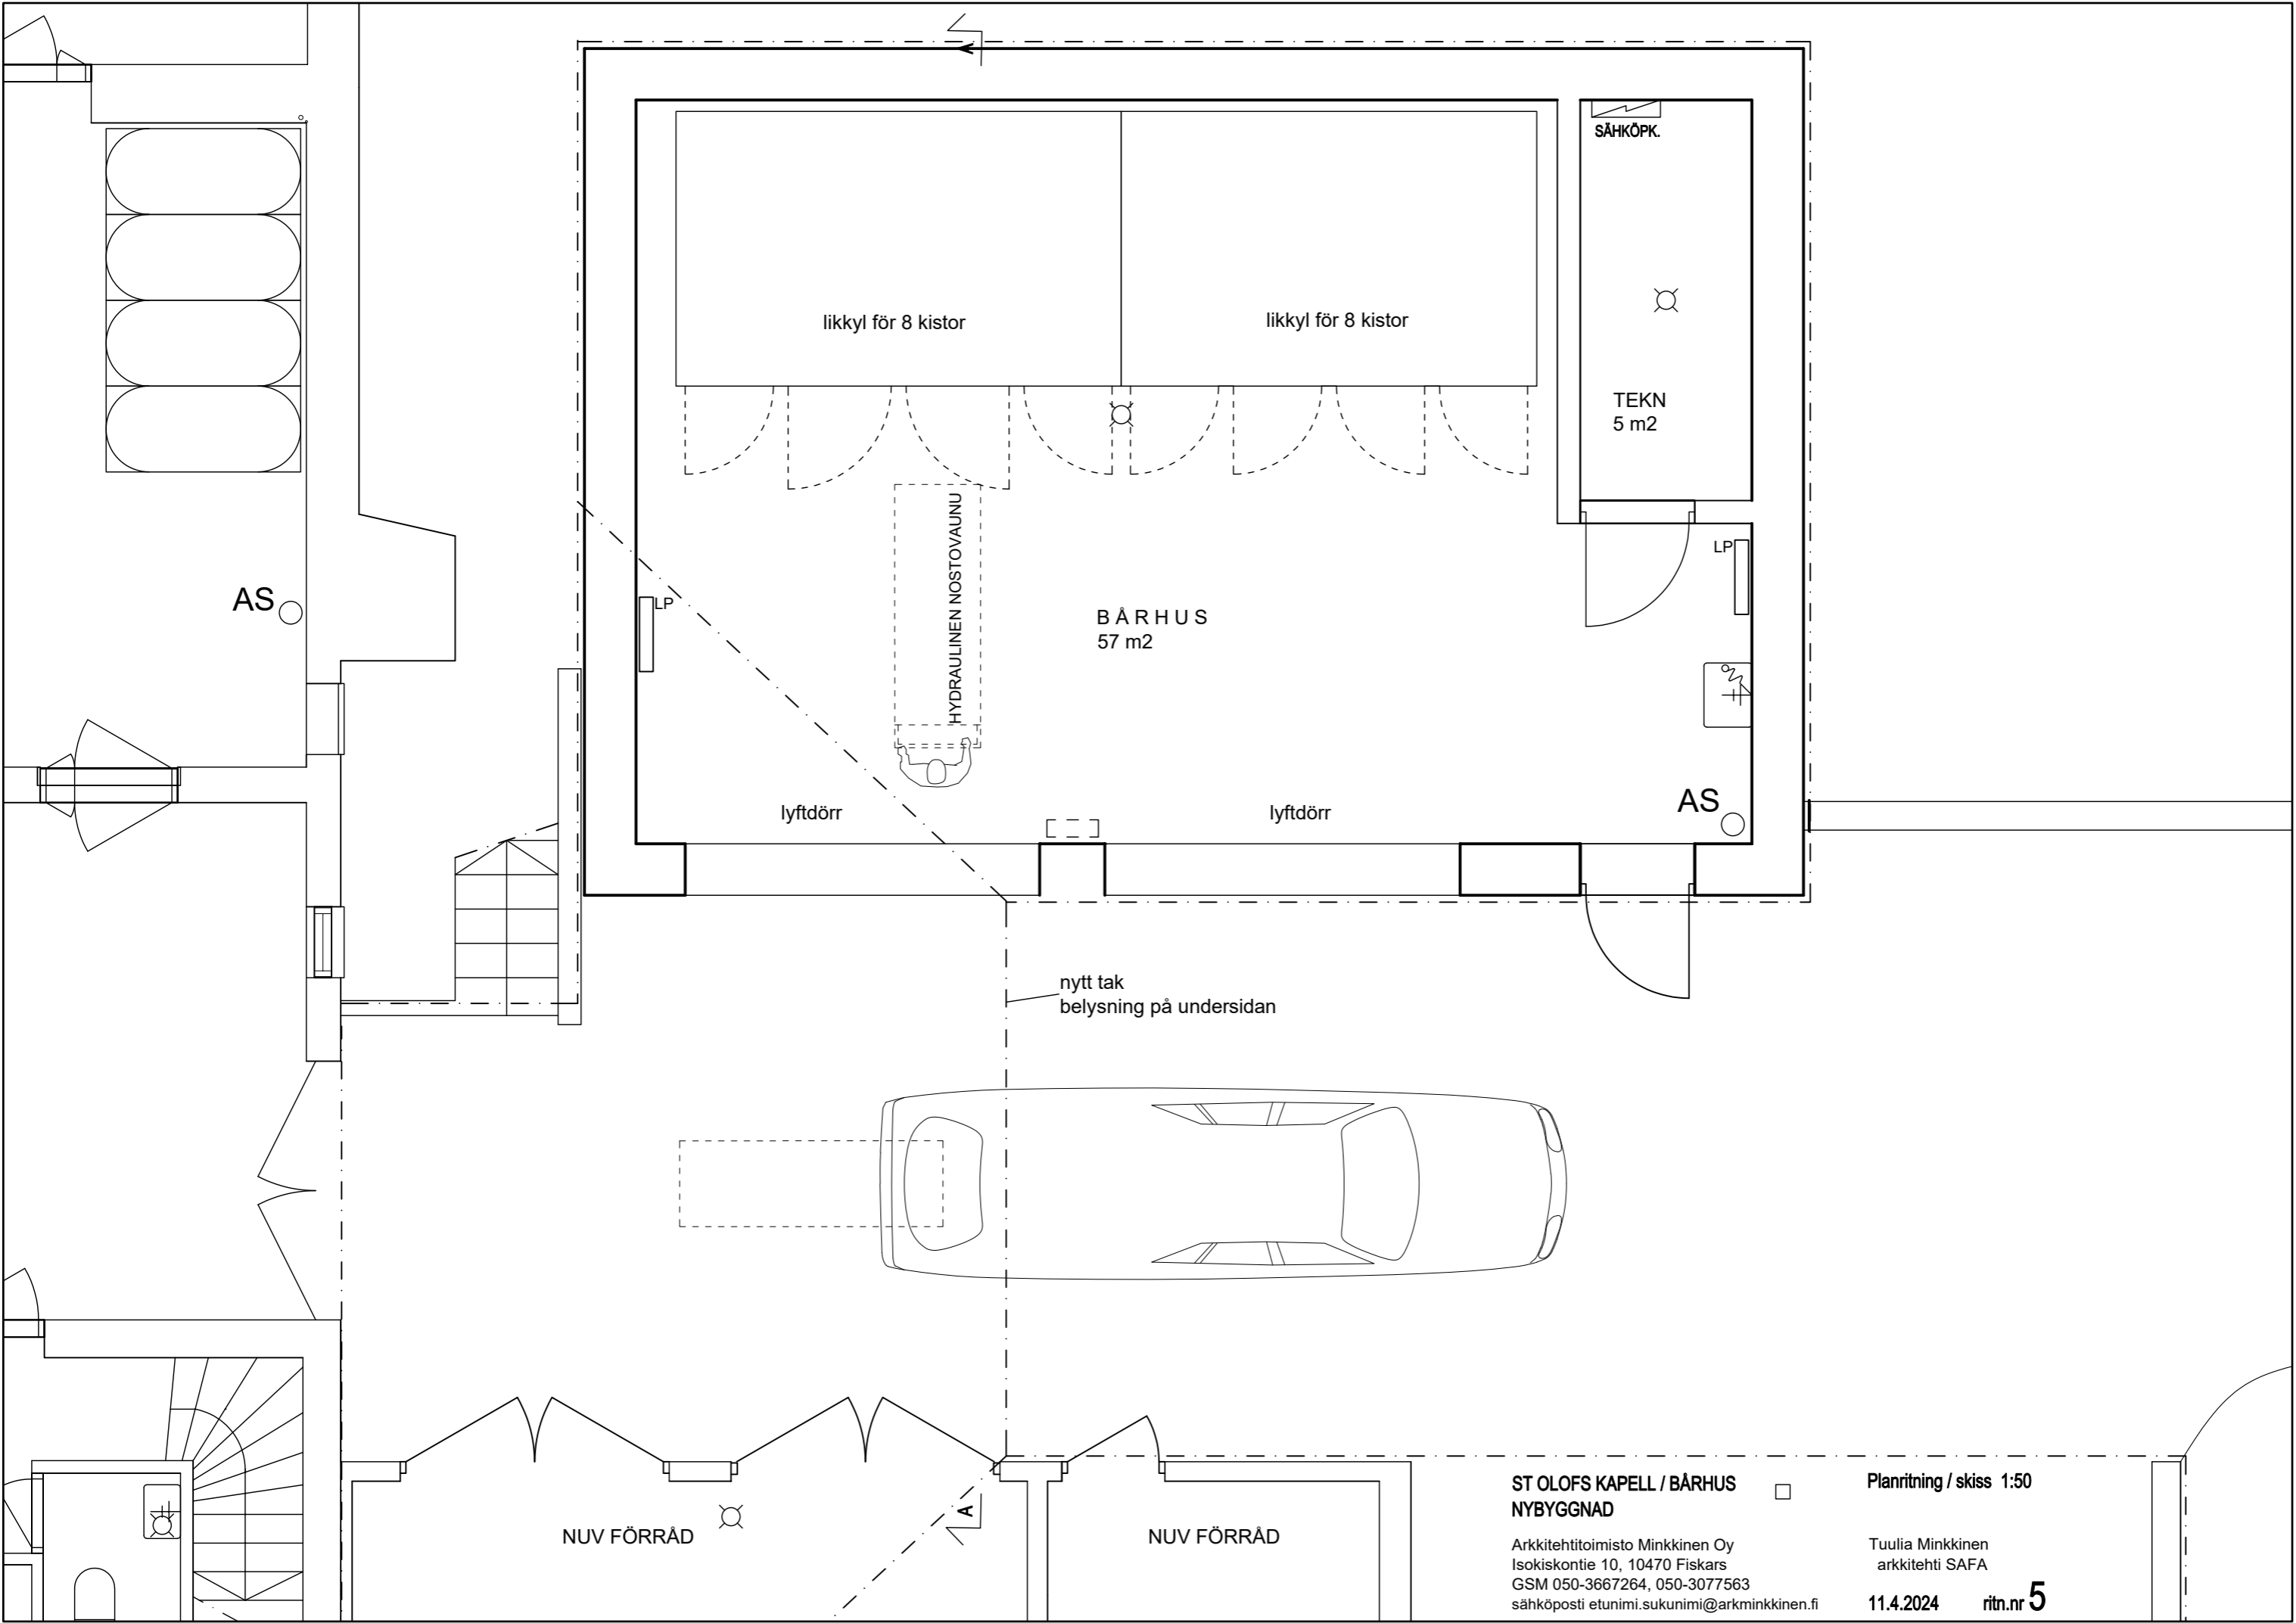 SÄHKÖPK.
likkyl för 8 kistor
likkyl för 8 kistor
TEKN
5 m2
HYDRAULINEN NOSTOVAUNU
LP
LP
AS
B Å R H U S
57 m2
AS
lyftdörr
lyftdörr
nytt tak
belysning på undersidan
A
NUV FÖRRÅD
NUV FÖRRÅD
A
ST OLOFS KAPELL / BÅRHUS
NYBYGGNAD
Planritning / skiss 1:50
Arkkitehtitoimisto Minkkinen Oy
Isokiskontie 10, 10470 Fiskars
GSM 050-3667264, 050-3077563
sähköposti etunimi.sukunimi@arkminkkinen.fi
Tuulia Minkkinen
arkkitehti SAFA
11.4.2024 ritn.nr 5